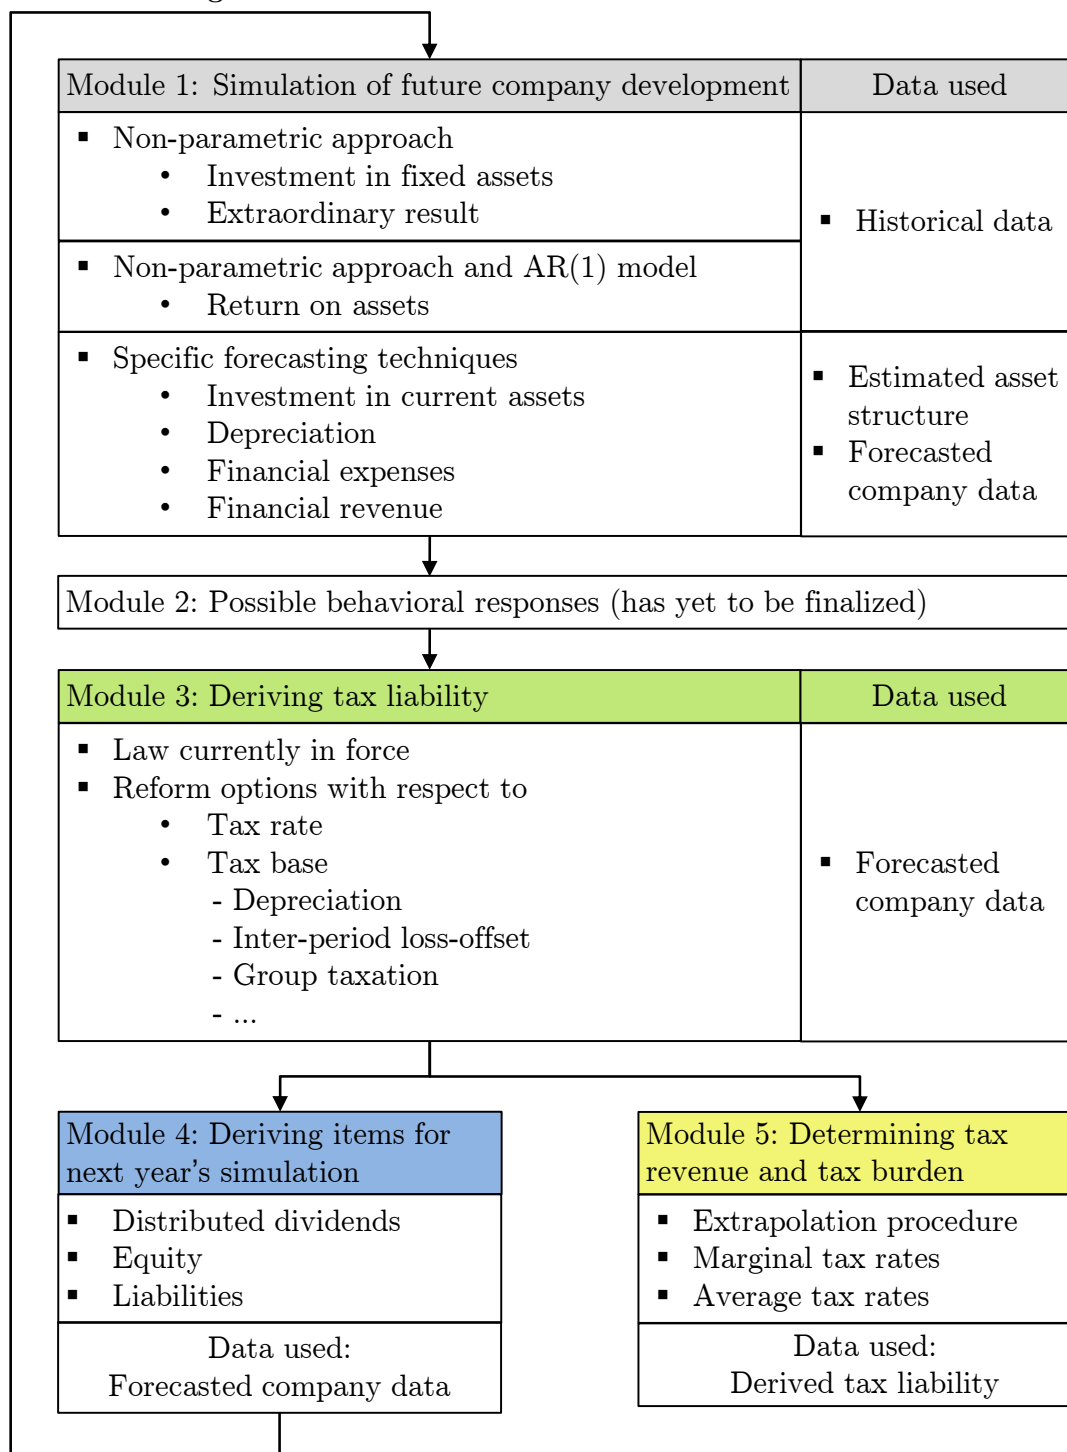 Module 1: Simulation of future company development
Data used
▪ Non-parametric approach
• Investment in fixed assets
• Extraordinary result
▪ Historical data
▪ Non-parametric approach and AR(1) model
• Return on assets
▪ Specific forecasting techniques
• Investment in current assets
• Depreciation
• Financial expenses
• Financial revenue
▪ Estimated asset
structure
▪ Forecasted
company data
Module 2: Possible behavioral responses (has yet to be finalized)
Module 3: Deriving tax liability
Data used
▪ Law currently in force
▪ Reform options with respect to
• Tax rate
• Tax base
- Depreciation
- Inter-period loss-offset
- Group taxation
- ...
▪ Forecasted
company data
Module 4: Deriving items for
next year's simulation
▪ Distributed dividends
▪ Equity
▪ Liabilities
Data used:
Forecasted company data
Module 5: Determining tax
revenue and tax burden
▪ Extrapolation procedure
▪ Marginal tax rates
▪ Average tax rates
Data used:
Derived tax liability